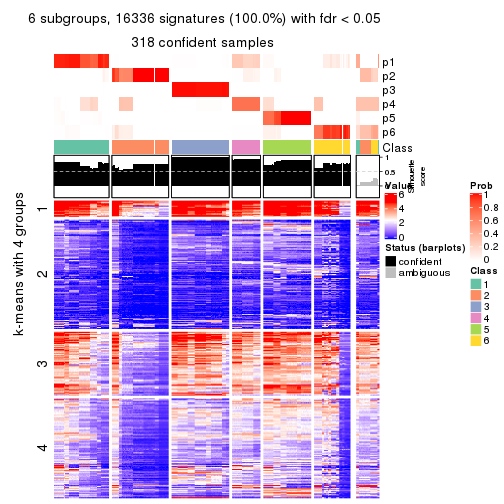 6 subgroups, 16336 signatures (100.0%) with fdr < 0.05
318 confident samples
p1
p2
p3
p4
p5
p6
Class
1
0.5
0
Silhouette
score
k-means with 4 groups
1
2
3
4
Value
6
4
2
0
Status (barplots)
confident
ambiguous
Prob
1
0.8
0.6
0.4
0.2
0
Class
1
2
3
4
5
6